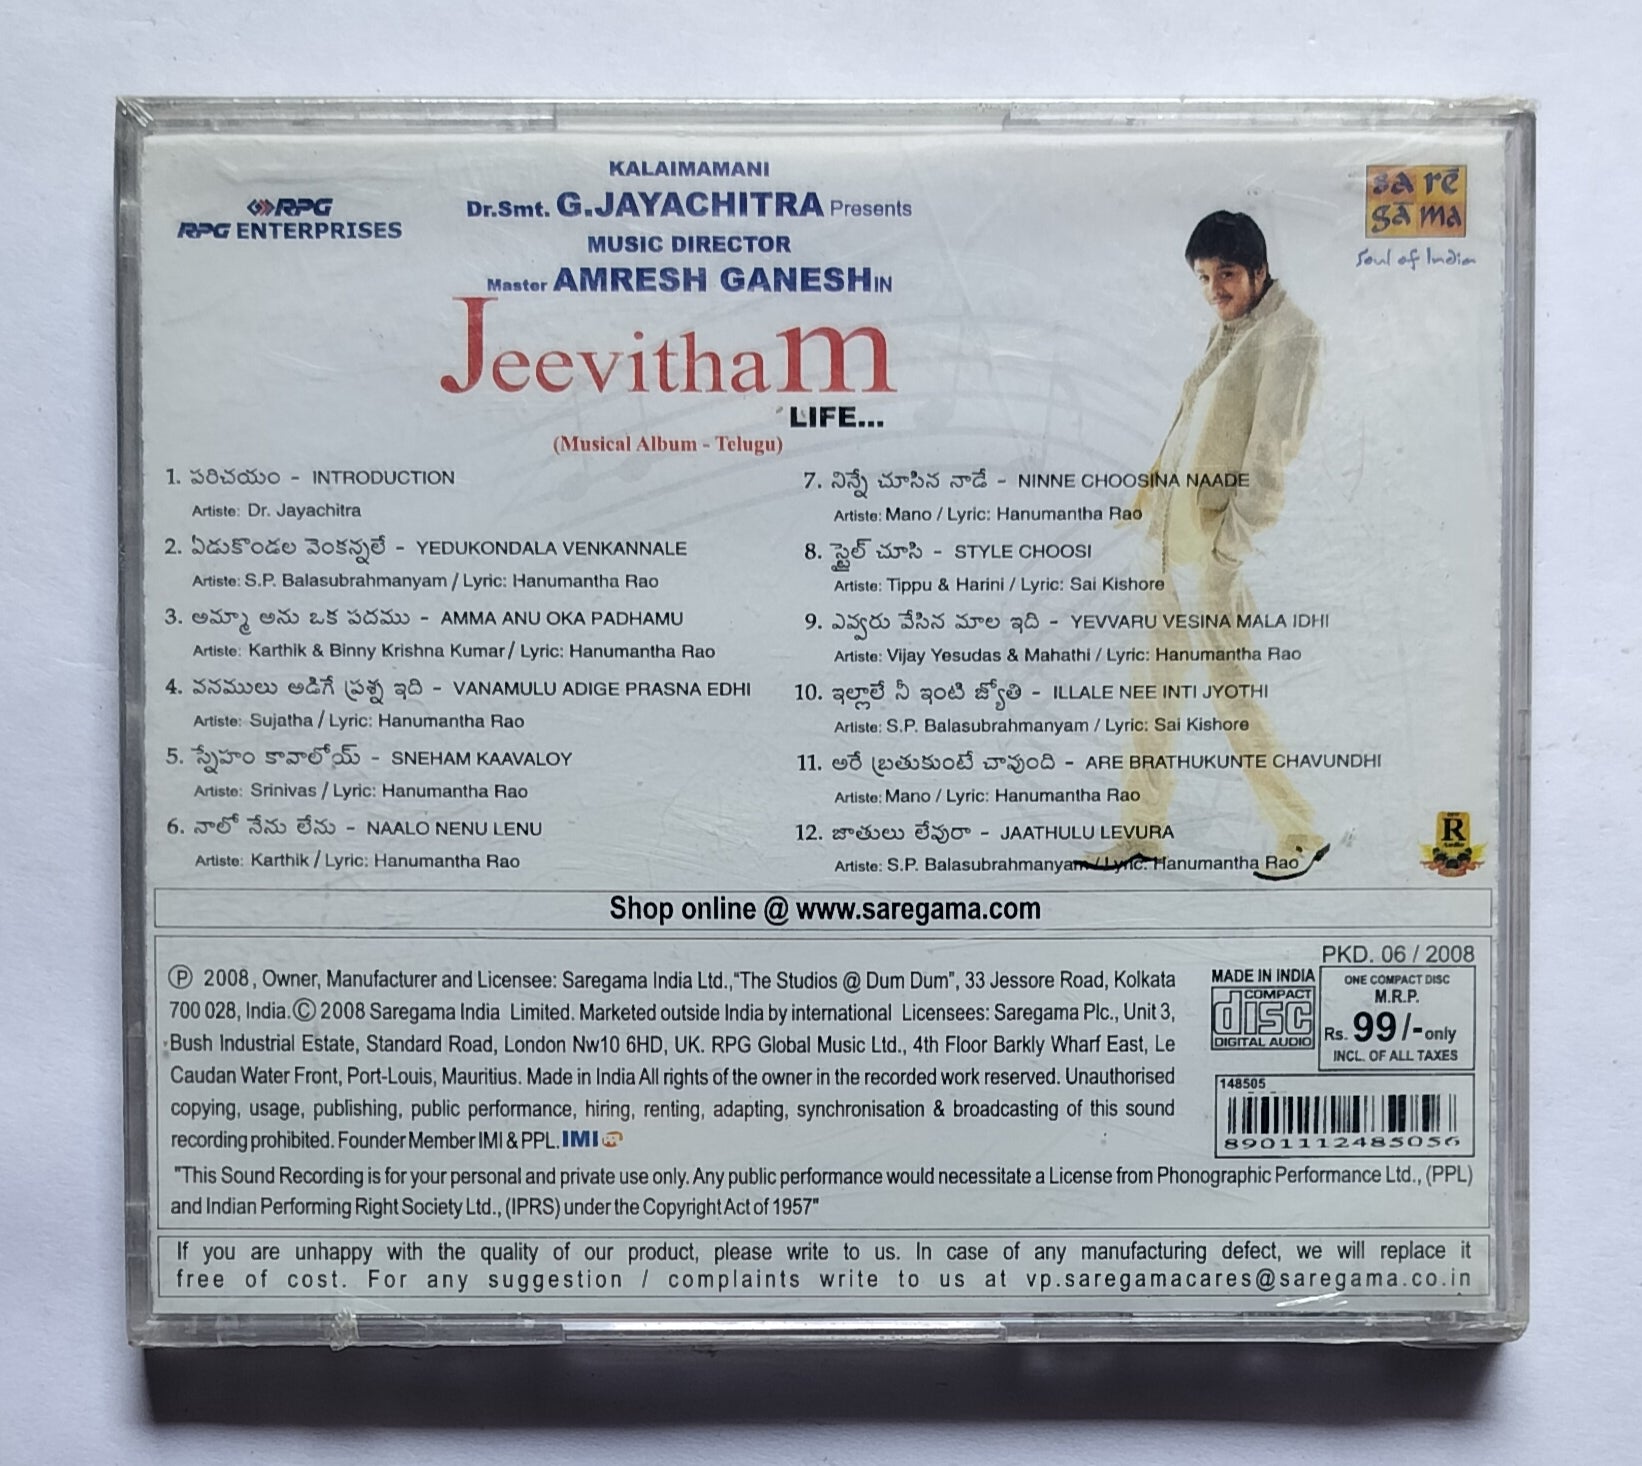 RPG
RPG ENTERPRISES
KALAIMAMANI
Dr.Smt. G.JAYACHITRA Presents
MUSIC DIRECTOR
Master AMRESH GANESH IN
JeevithaM
LIFE...
(Musical Album - Telugu)
sa rē
gā ma
Soul of India
1. పరిచయం - INTRODUCTION
Artiste: Dr. Jayachitra
2. ఏడుకొండల వెంకన్నలే - YEDUKONDALA VENKANNALE
Artiste: S.P. Balasubrahmanyam / Lyric: Hanumantha Rao
3. అమ్మా అను ఒక పదము - AMMA ANU OKA PADHAMU
Artiste: Karthik & Binny Krishna Kumar / Lyric: Hanumantha Rao
4. వనములు అడిగే ప్రశ్న ఇది - VANAMULU ADIGE PRASNA EDHI
Artiste: Sujatha / Lyric: Hanumantha Rao
5. స్నేహం కావాలోయ్ - SNEHAM KAAVALOY
Artiste: Srinivas / Lyric: Hanumantha Rao
6. నాలో నేను లేను - NAALO NENU LENU
Artiste: Karthik / Lyric: Hanumantha Rao
7. నిన్నే చూసిన నాడే - NINNE CHOOSINA NAADE
Artiste: Mano / Lyric: Hanumantha Rao
8. స్టైల్ చూసి - STYLE CHOOSI
Artiste: Tippu & Harini / Lyric: Sai Kishore
9. ఎవ్వరు వేసిన మాల ఇది - YEVVARU VESINA MALA IDHI
Artiste: Vijay Yesudas & Mahathi / Lyric: Hanumantha Rao
10. ఇల్లాలే నీ ఇంటి జ్యోతి - ILLALE NEE INTI JYOTHI
Artiste: S.P. Balasubrahmanyam / Lyric: Sai Kishore
11. అరే బ్రతుకుంటే చావుంది - ARE BRATHUKUNTE CHAVUNDHI
Artiste: Mano / Lyric: Hanumantha Rao
12. జాతులు లేవురా - JAATHULU LEVURA
Artiste: S.P. Balasubrahmanyam / Lyric: Hanumantha Rao
R
Audio
Shop online @ www.saregama.com
Ⓟ 2008, Owner, Manufacturer and Licensee: Saregama India Ltd.,"The Studios @ Dum Dum", 33 Jessore Road, Kolkata
700 028, India.© 2008 Saregama India Limited. Marketed outside India by international Licensees: Saregama Plc., Unit 3,
Bush Industrial Estate, Standard Road, London Nw10 6HD, UK. RPG Global Music Ltd., 4th Floor Barkly Wharf East, Le
Caudan Water Front, Port-Louis, Mauritius. Made in India All rights of the owner in the recorded work reserved. Unauthorised
copying, usage, publishing, public performance, hiring, renting, adapting, synchronisation & broadcasting of this sound
recording prohibited. Founder Member IMI & PPL. IMI
"This Sound Recording is for your personal and private use only. Any public performance would necessitate a License from Phonographic Performance Ltd., (PPL)
and Indian Performing Right Society Ltd., (IPRS) under the Copyright Act of 1957"
PKD. 06 / 2008
MADE IN INDIA
COMPACT
disc
DIGITAL AUDIO
ONE COMPACT DISC
M.R.P.
Rs. 99/-only
INCL. OF ALL TAXES
148505
8901112485056
If you are unhappy with the quality of our product, please write to us. In case of any manufacturing defect, we will replace it
free of cost. For any suggestion / complaints write to us at vp.saregamacares@saregama.co.in